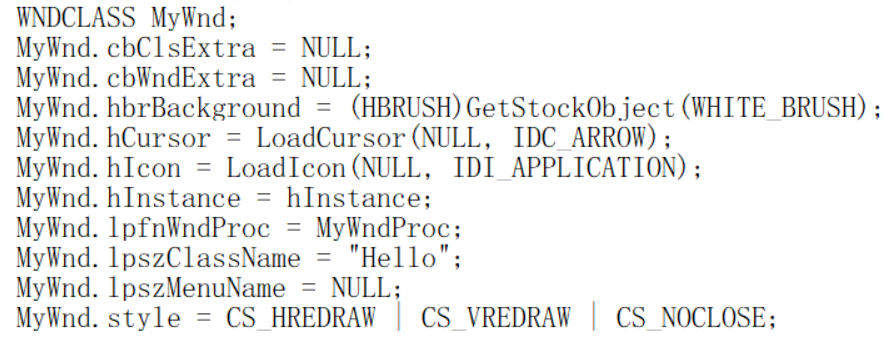 WNDCLASS MyWnd;
MyWnd.cbClsExtra = NULL;
MyWnd.cbWndExtra = NULL;
MyWnd.hbrBackground = (HBRUSH)GetStockObject(WHITE_BRUSH);
MyWnd.hCursor = LoadCursor(NULL, IDC_ARROW);
MyWnd.hIcon = LoadIcon(NULL, IDI_APPLICATION);
MyWnd.hInstance = hInstance;
MyWnd.lpfnWndProc = MyWndProc;
MyWnd.lpszClassName = "Hello";
MyWnd.lpszMenuName = NULL;
MyWnd.style = CS_HREDRAW | CS_VREDRAW | CS_NOCLOSE;